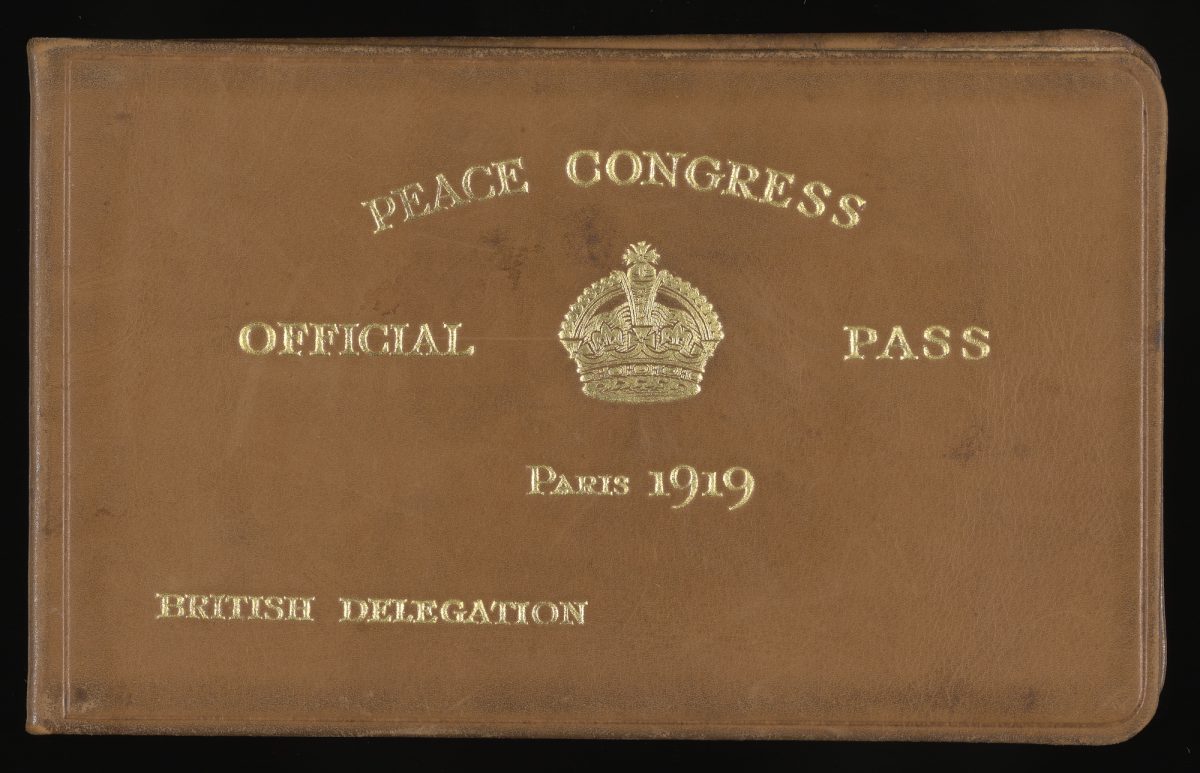 PEACE CONGRESS
OFFICIAL PASS
PARIS 1919
BRITISH DELEGATION